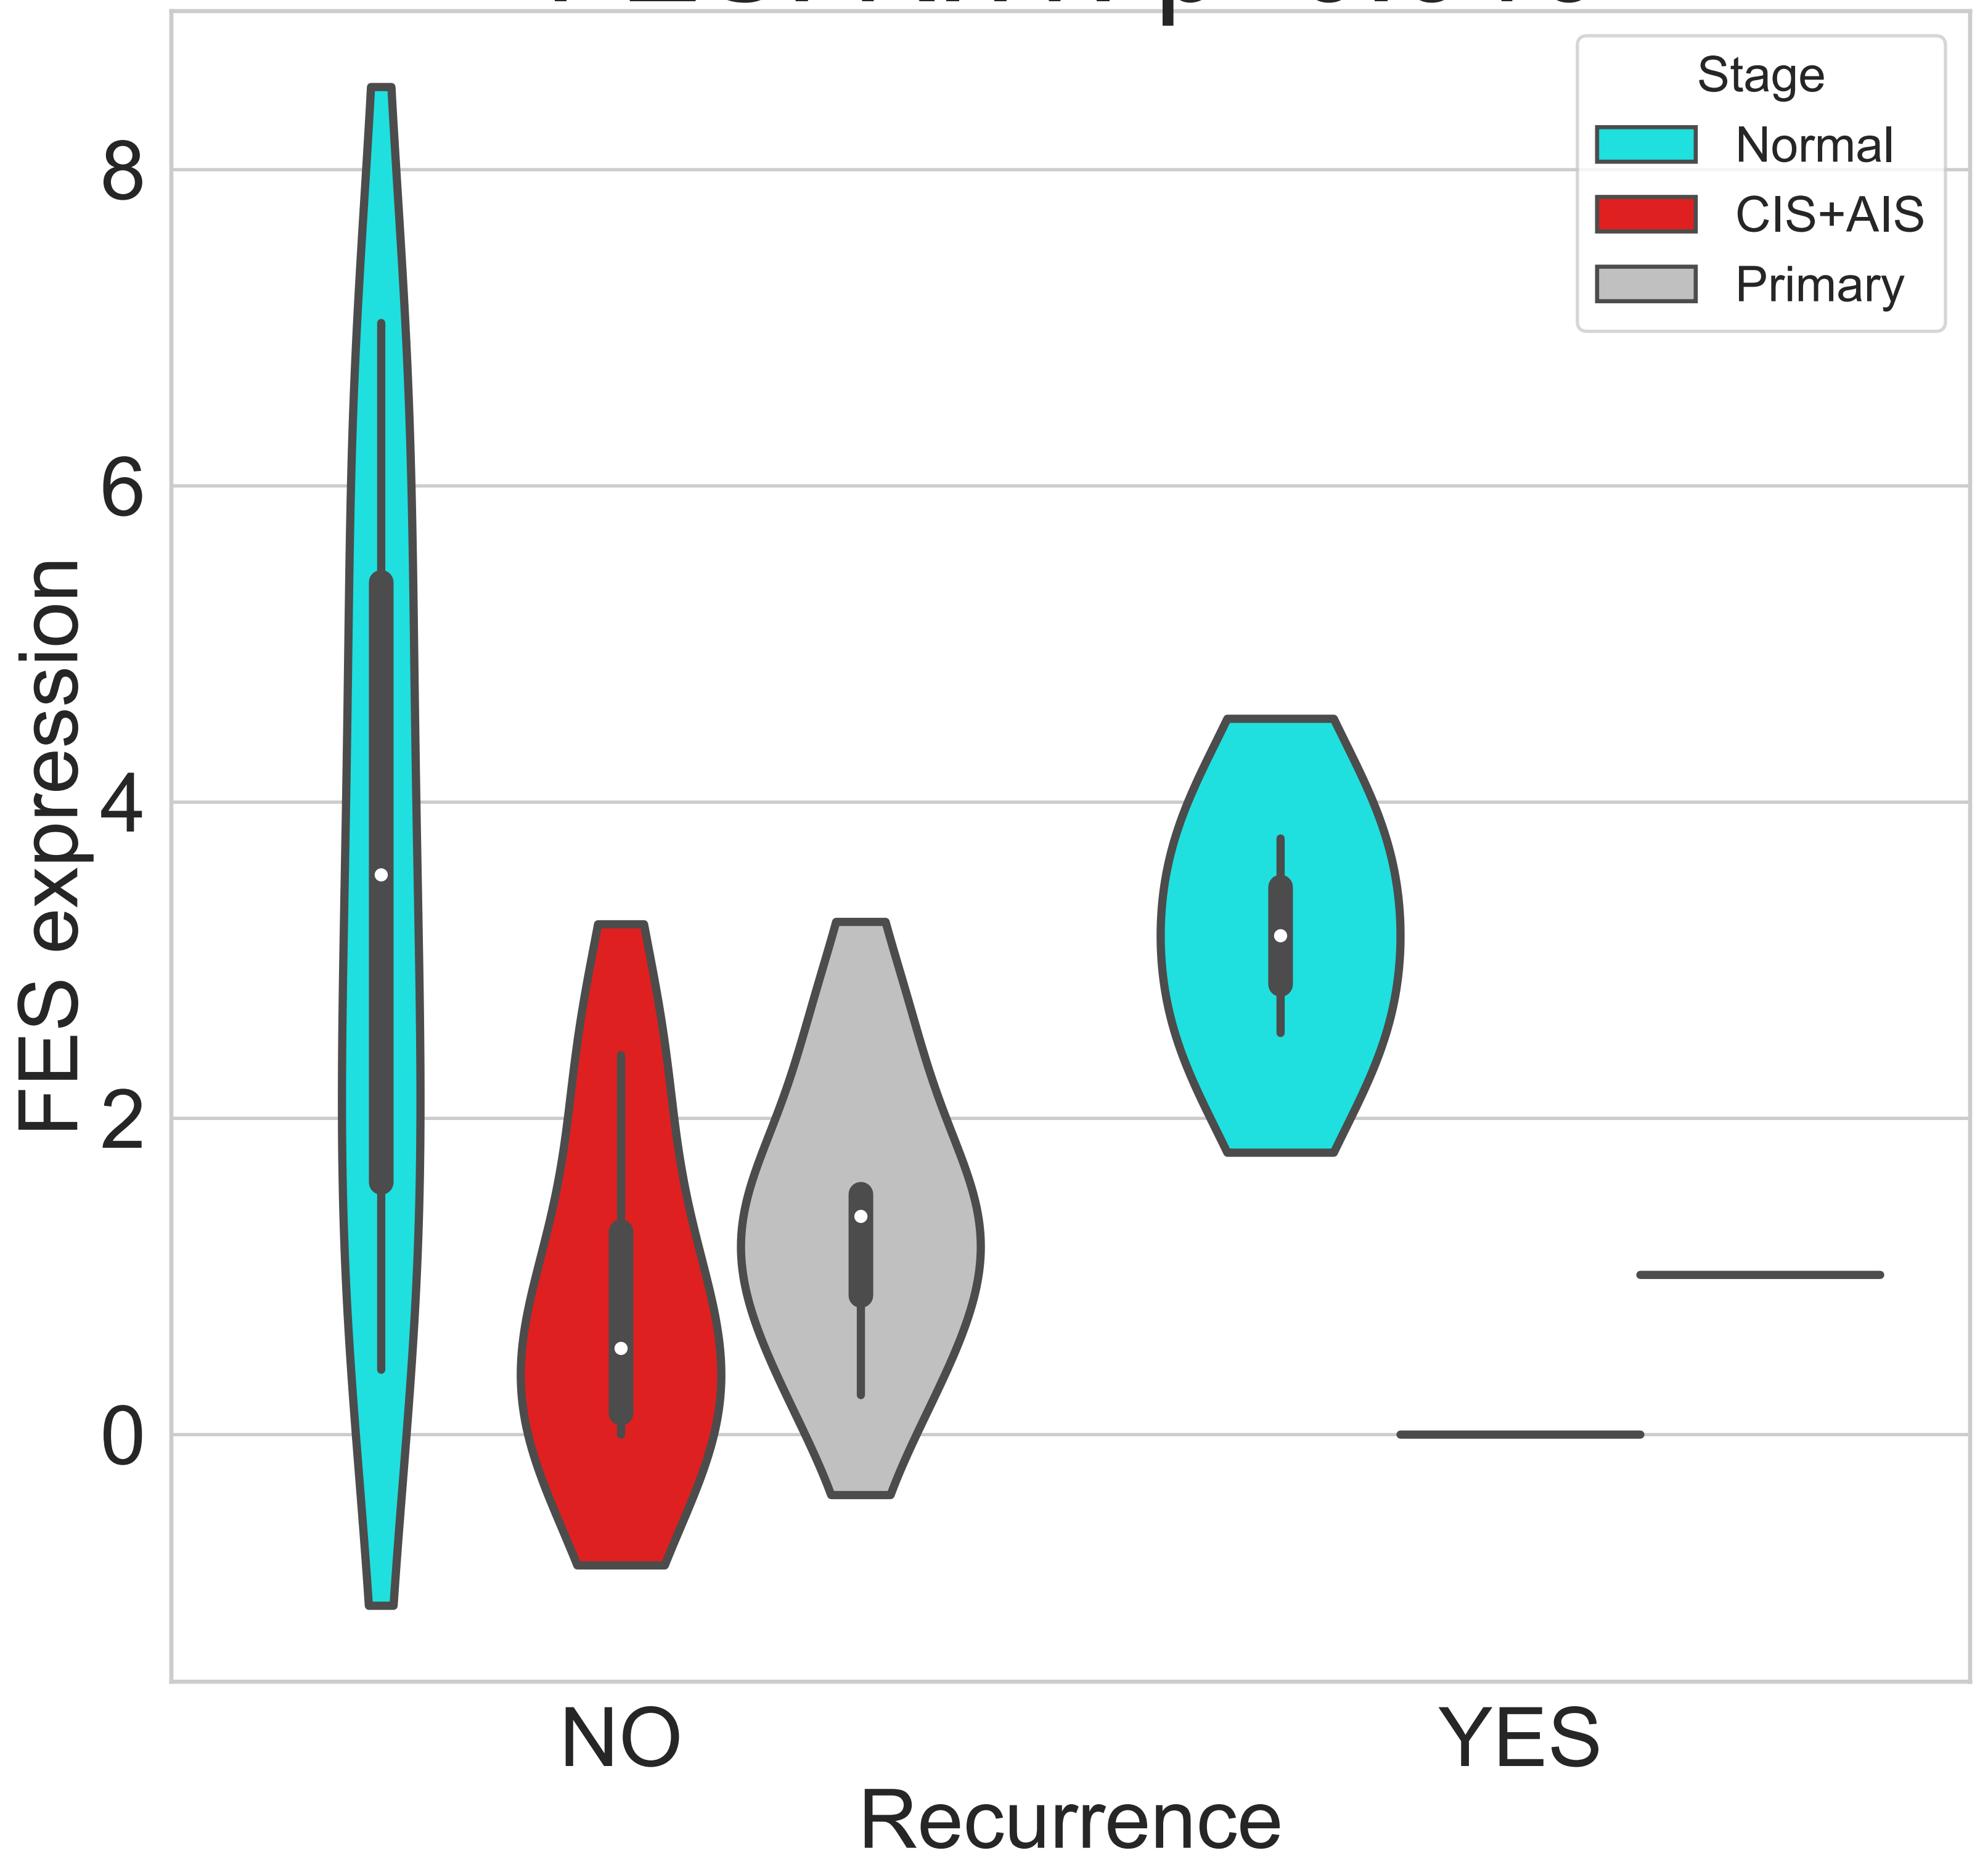 Stage
Normal
CIS+AIS
Primary
8
6
4
2
0
FES expression
NO
YES
Recurrence